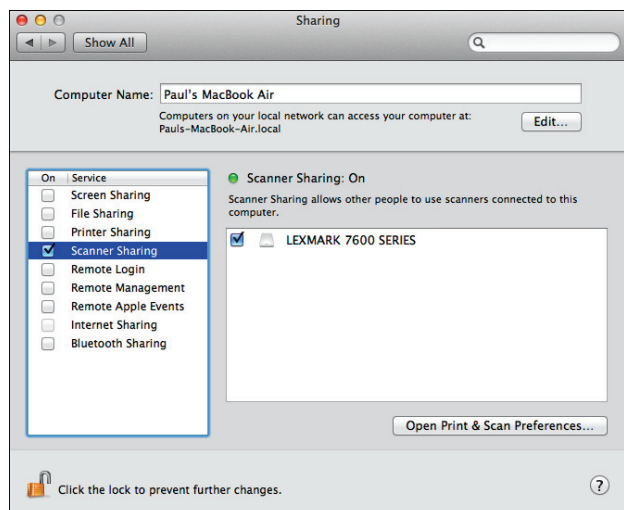 Sharing
Show All
Computer Name: Paul's MacBook Air
Computers on your local network can access your computer at:
Pauls-MacBook-Air.local
Edit...
On Service
Screen Sharing
File Sharing
Printer Sharing
Scanner Sharing
Remote Login
Remote Management
Remote Apple Events
Internet Sharing
Bluetooth Sharing
Scanner Sharing: On
Scanner Sharing allows other people to use scanners connected to this
computer.
LEXMARK 7600 SERIES
Open Print & Scan Preferences...
Click the lock to prevent further changes.
?